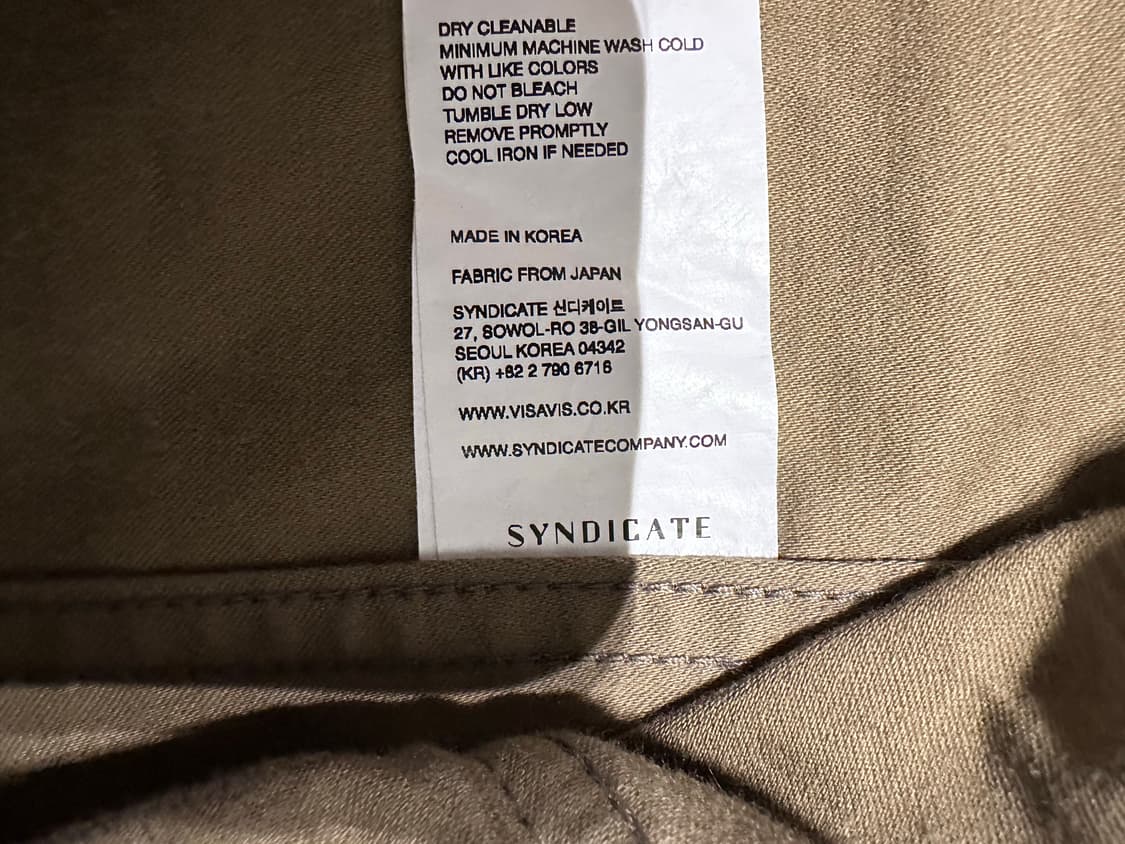 DRY CLEANABLE
MINIMUM MACHINE WASH COLD
WITH LIKE COLORS
DO NOT BLEACH
TUMBLE DRY LOW
REMOVE PROMPTLY
COOL IRON IF NEEDED
MADE IN KOREA
FABRIC FROM JAPAN
SYNDICATE 신디케이트
27, SOWOL-RO 38-GIL YONGSAN-GU
SEOUL KOREA 04342
(KR) +82 2 790 6716
WWW.VISAVIS.CO.KR
WWW.SYNDICATECOMPANY.COM
SYNDICATE